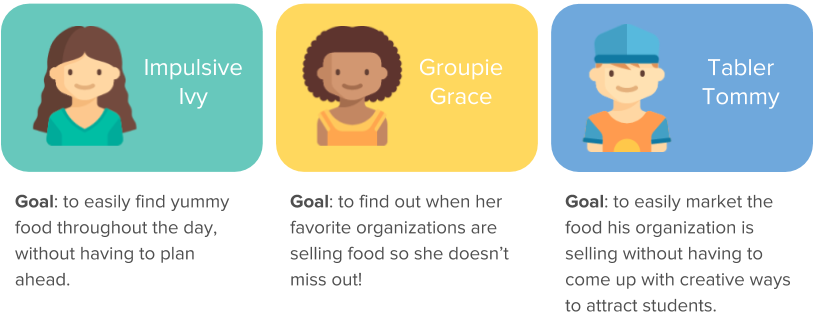 Impulsive
Ivy
Goal: to easily find yummy
food throughout the day,
without having to plan
ahead.
Groupie
Grace
Goal: to find out when her
favorite organizations are
selling food so she doesn’t
miss out!
Tabler
Tommy
Goal: to easily market the
food his organization is
selling without having to
come up with creative ways
to attract students.